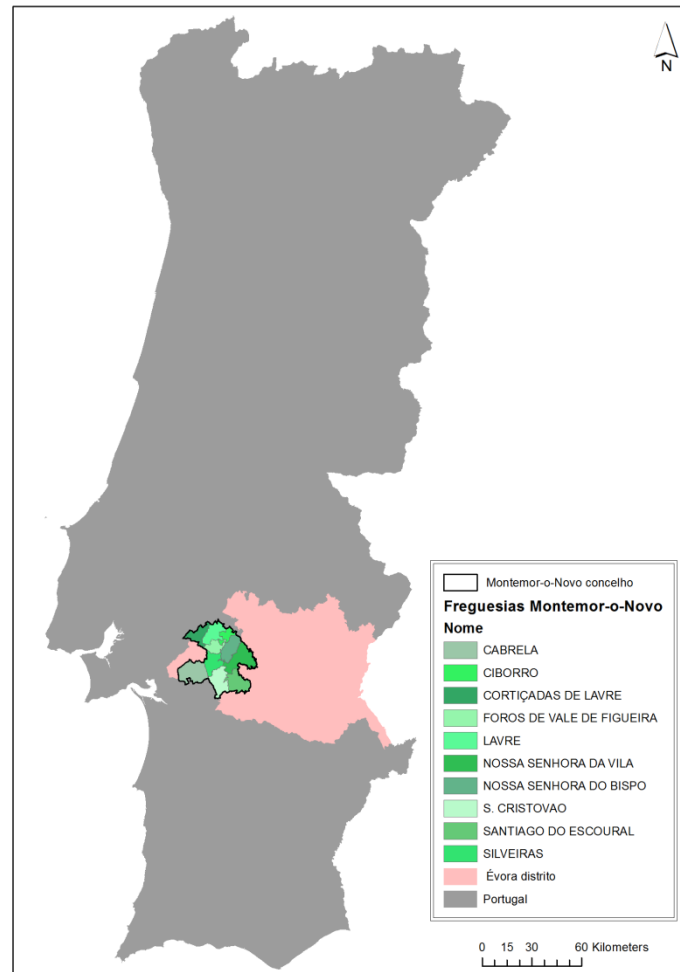 N
Montemor-o-Novo concelho
Freguesias Montemor-o-Novo
Nome
CABRELA
CIBORRO
CORTIÇADAS DE LAVRE
FOROS DE VALE DE FIGUEIRA
LAVRE
NOSSA SENHORA DA VILA
NOSSA SENHORA DO BISPO
S. CRISTOVAO
SANTIAGO DO ESCOURAL
SILVEIRAS
Évora distrito
Portugal
0 15 30 60 Kilometers